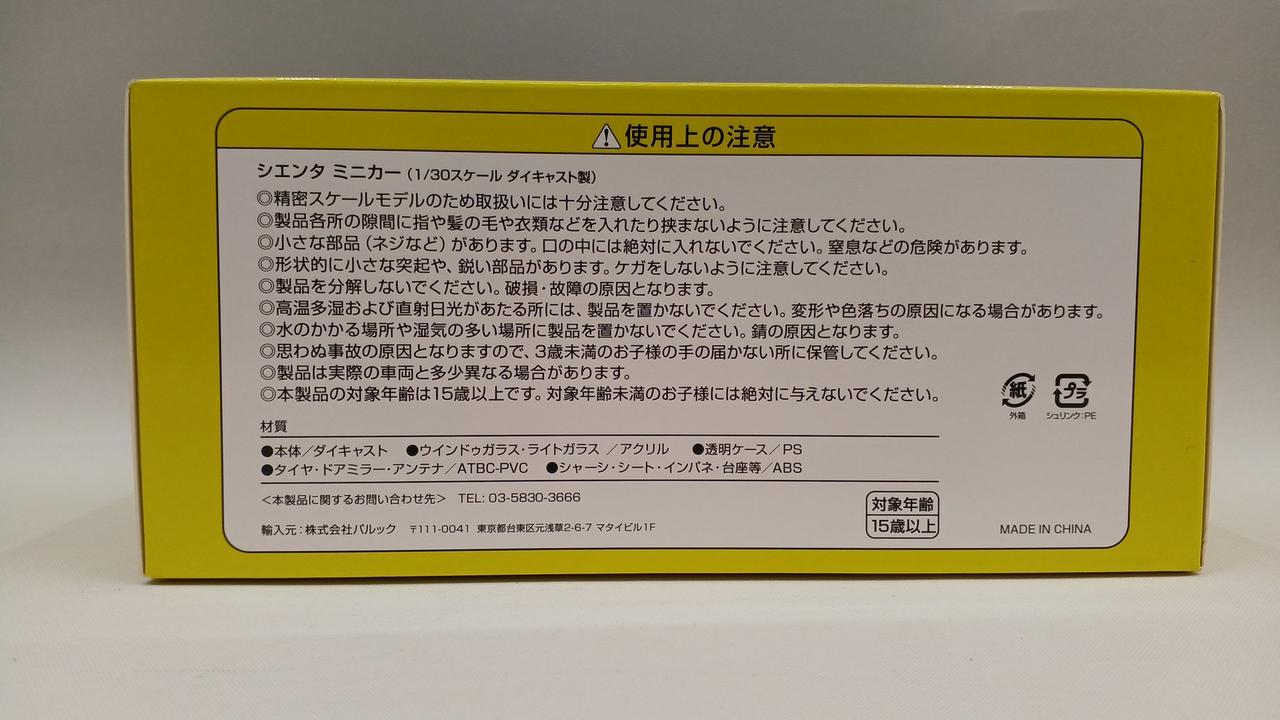 使用上の注意
シエンタ ミニカー(1/30スケール ダイキャスト製)
◎精密スケールモデルのため取扱いには十分注意してください。
◎製品各所の隙間に指や髪の毛や衣類などを入れたり挟まないように注意してください。
◎小さな部品(ネジなど)があります。口の中には絶対に入れないでください。窒息などの危険があります。
◎形状的に小さな突起や、鋭い部品があります。ケガをしないように注意してください。
◎製品を分解しないでください。破損・故障の原因となります。
◎高温多湿および直射日光があたる所には、製品を置かないでください。変形や色落ちの原因になる場合があります。
◎水のかかる場所や湿気の多い場所に製品を置かないでください。錆の原因となります。
◎思わぬ事故の原因となりますので、3歳未満のお子様の手の届かない所に保管してください。
◎製品は実際の車両と多少異なる場合があります。
◎本製品の対象年齢は15歳以上です。対象年齢未満のお子様には絶対に与えないでください。
紙 プラ
外箱 シュリンク:PE
材質
●本体/ダイキャスト ●ウインドゥガラス・ライトガラス /アクリル ●透明ケース/PS
●タイヤ・ドアミラー・アンテナ/ATBC-PVC ●シャーシ・シート・インパネ・台座等/ABS
<本製品に関するお問い合わせ先> TEL: 03-5830-3666
輸入元:株式会社パルック 〒111-0041 東京都台東区元浅草2-6-7 マタイビル1F
対象年齢
15歳以上
MADE IN CHINA